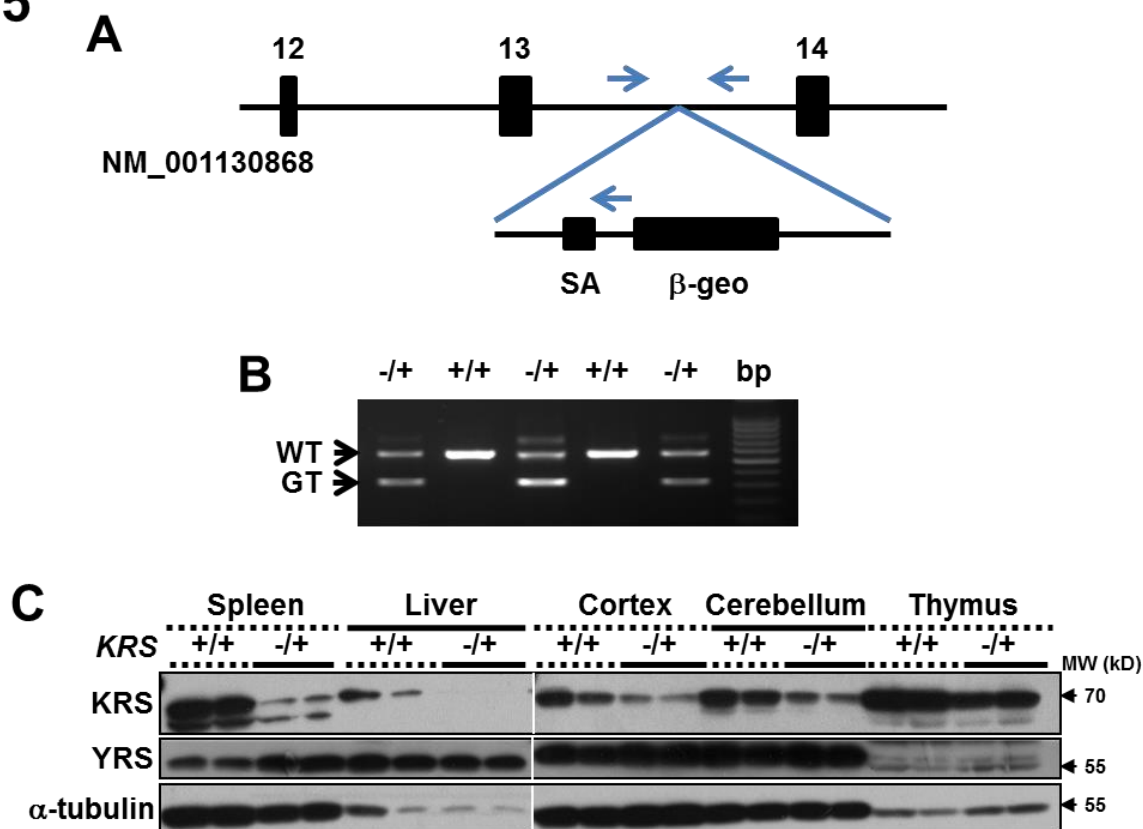 5
A
12 13 14
NM_001130868
SA β-geo
B
-/+ +/+ -/+ +/+ -/+ bp
WT
GT
C
Spleen Liver Cortex Cerebellum Thymus
KRS +/+ -/+ +/+ -/+ +/+ -/+ +/+ -/+ +/+ -/+
MW (kD)
KRS 70
YRS 55
α-tubulin 55